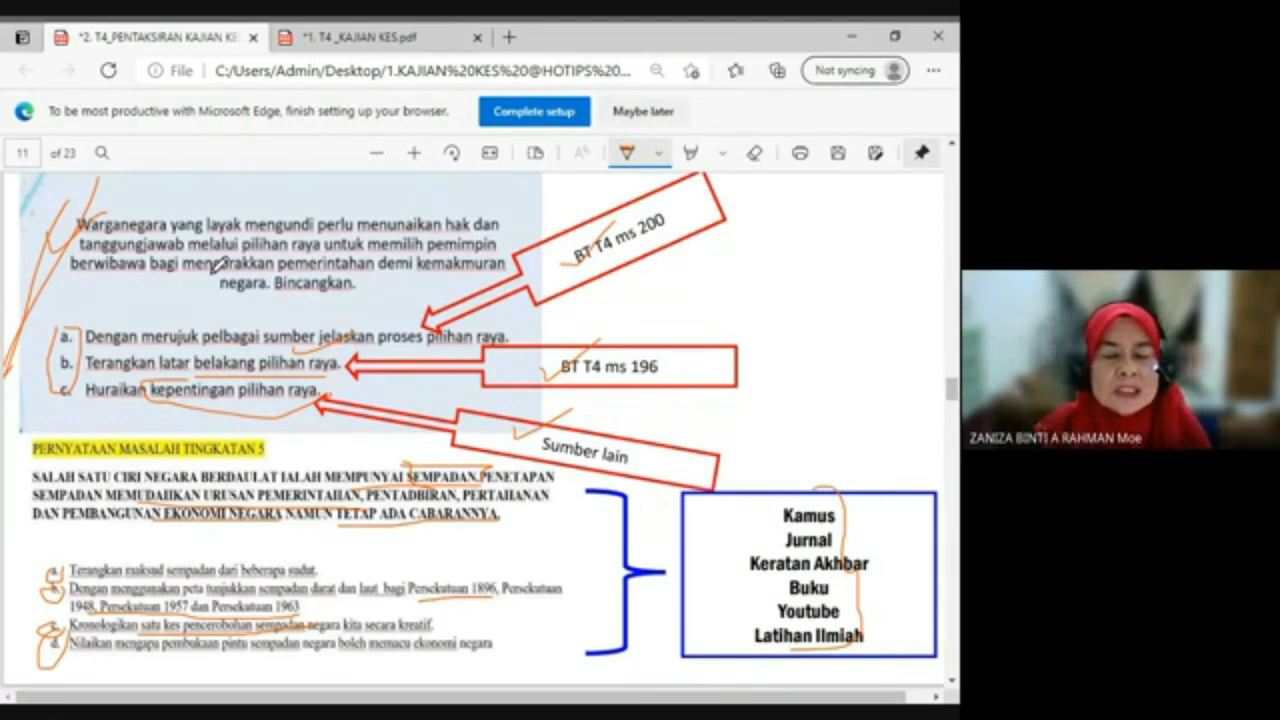 *2. T4_PENTAKSIRAN KAJIAN KE
*1. T4 _KAJIAN KES.pdf
File
C:/Users/Admin/Desktop/1.KAJIAN%20KES%20@HOTIPS%20...
Not syncing
To be most productive with Microsoft Edge, finish setting up your browser.
Complete setup
Maybe later
11 of 23
Warganegara yang layak mengundi perlu menunaikan hak dan
tanggungjawab melalui pilihan raya untuk memilih pemimpin
berwibawa bagi menggerakkan pemerintahan demi kemakmuran
negara. Bincangkan.
a. Dengan merujuk pelbagai sumber jelaskan proses pilihan raya.
b. Terangkan latar belakang pilihan raya.
c. Huraikan kepentingan pilihan raya.
BT T4 ms 200
BT T4 ms 196
Sumber lain
PERNYATAAN MASALAH TINGKATAN 5
SALAH SATU CIRI NEGARA BERDAULAT IALAH MEMPUNYAI SEMPADAN.PENETAPAN
SEMPADAN MEMUDAHKAN URUSAN PEMERINTAHAN, PENTADBIRAN, PERTAHANAN
DAN PEMBANGUNAN EKONOMI NEGARA NAMUN TETAP ADA CABARANNYA.
a. Terangkan maksud sempadan dari beberapa sudut.
b. Dengan menggunakan peta tunjukkan sempadan darat dan laut bagi Persekutuan 1896, Persekutuan
1948, Persekutuan 1957 dan Persekutuan 1963
c. Kronologikan satu kes pencerobohan sempadan negara kita secara kreatif.
d. Nilaikan mengapa pembukaan pintu sempadan negara boleh memacu ekonomi negara
Kamus
Jurnal
Keratan Akhbar
Buku
Youtube
Latihan Ilmiah
ZANIZA BINTI A RAHMAN Moe